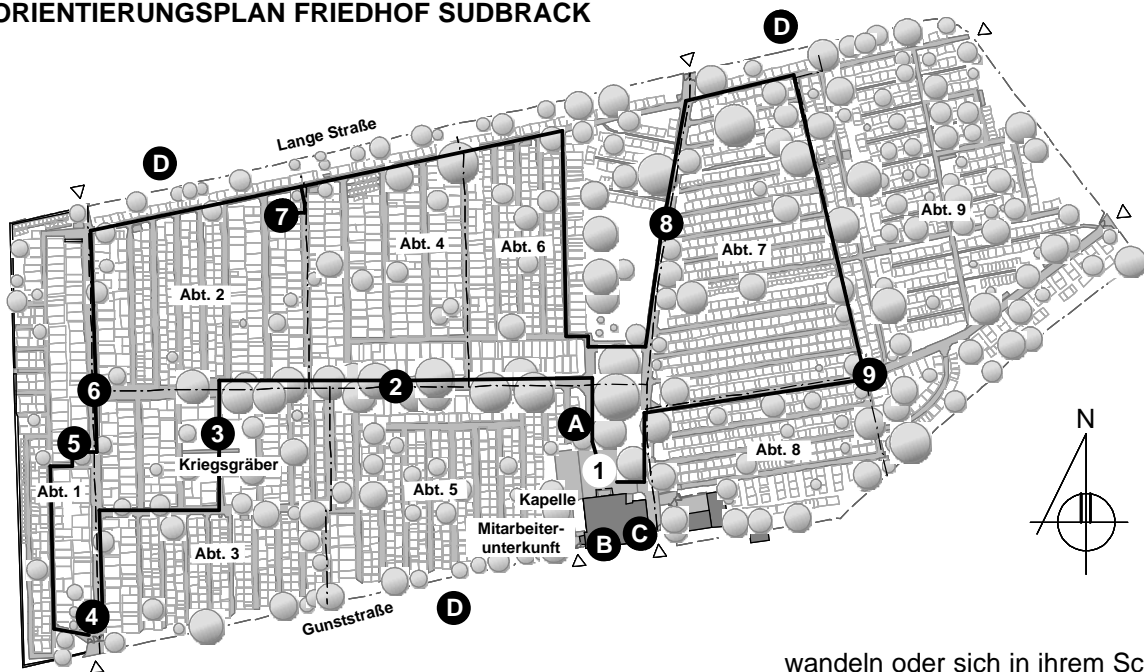 ORIENTIERUNGSPLAN FRIEDHOF SUDBRACK
D
Lange Straße
D
7
8
Abt. 9
Abt. 4
Abt. 6
Abt. 7
Abt. 2
6
2
9
N
3
A
5
Kriegsgräber
Abt. 8
1
Abt. 1
Abt. 5
Kapelle
Mitarbeiter-
unterkunft
C
B
Abt. 3
4
D
Gunststraße
wandeln oder sich in ihrem Sc